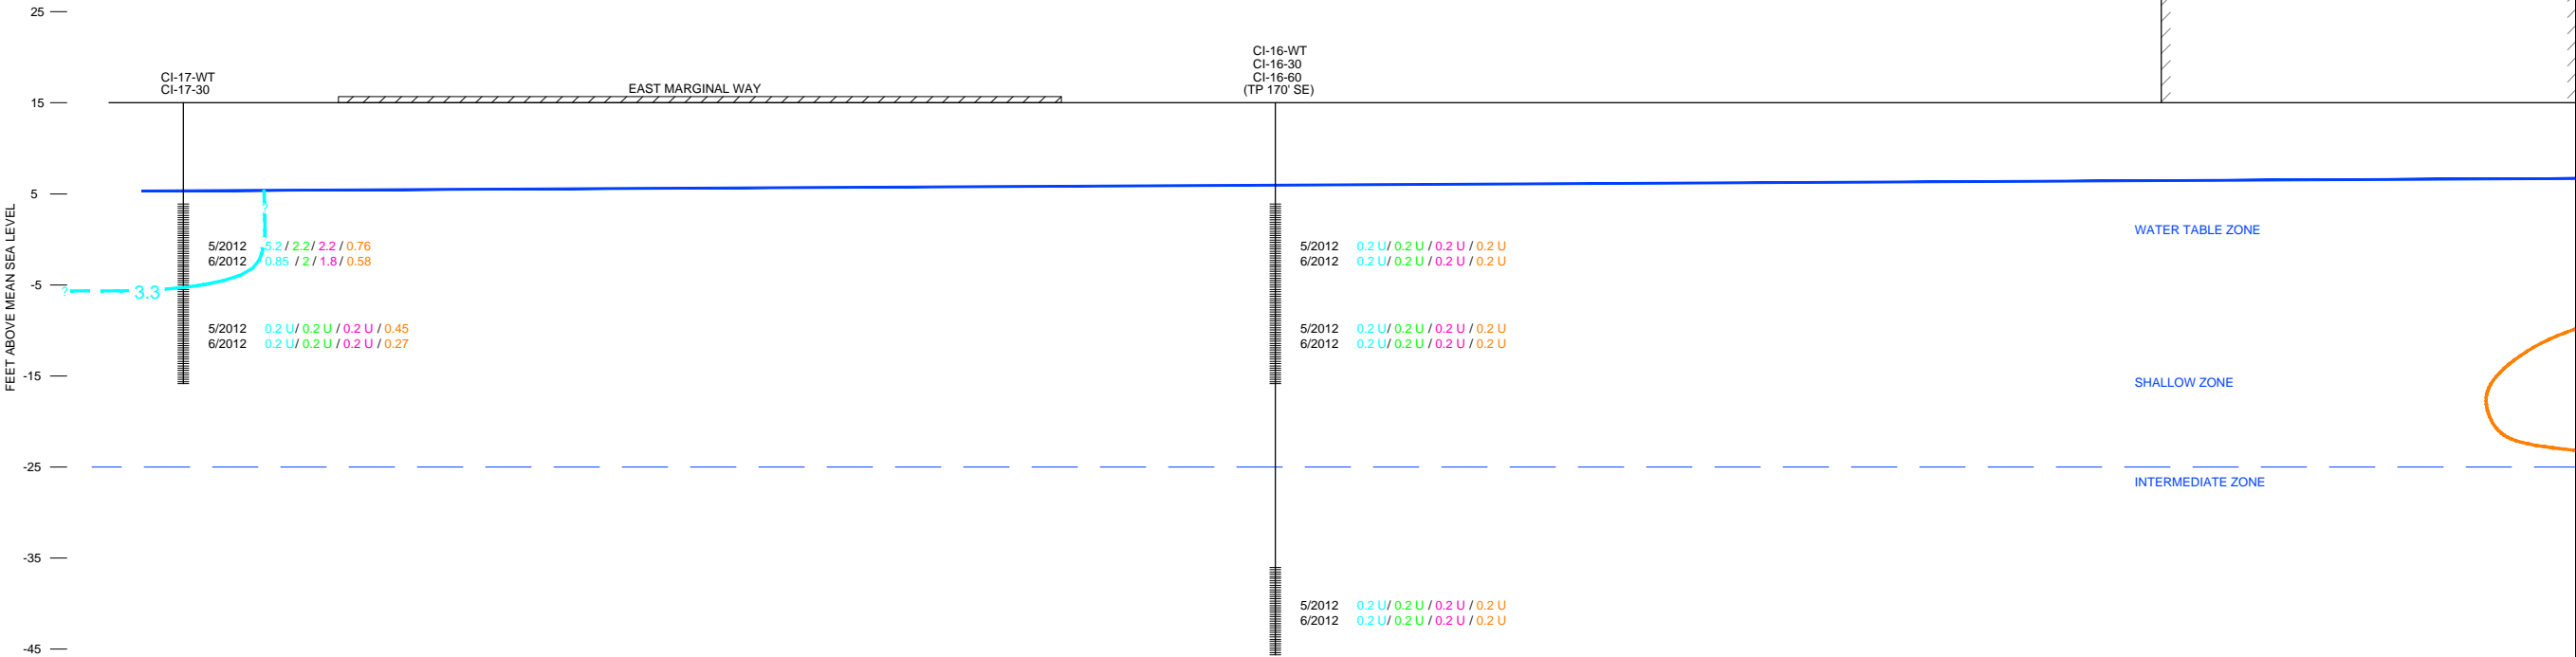 25
CI-16-WT
CI-16-30
CI-16-60
(TP 170' SE)
CI-17-WT
CI-17-30
EAST MARGINAL WAY
15
5
FEET ABOVE MEAN SEA LEVEL
?
WATER TABLE ZONE
5/2012 5.2 / 2.2 / 2.2 / 0.76
6/2012 0.85 / 2 / 1.8 / 0.58
5/2012 0.2 U / 0.2 U / 0.2 U / 0.2 U
6/2012 0.2 U / 0.2 U / 0.2 U / 0.2 U
-5
? 3.3
5/2012 0.2 U / 0.2 U / 0.2 U / 0.45
6/2012 0.2 U / 0.2 U / 0.2 U / 0.27
5/2012 0.2 U / 0.2 U / 0.2 U / 0.2 U
6/2012 0.2 U / 0.2 U / 0.2 U / 0.2 U
-15
SHALLOW ZONE
-25
INTERMEDIATE ZONE
-35
5/2012 0.2 U / 0.2 U / 0.2 U / 0.2 U
6/2012 0.2 U / 0.2 U / 0.2 U / 0.2 U
-45